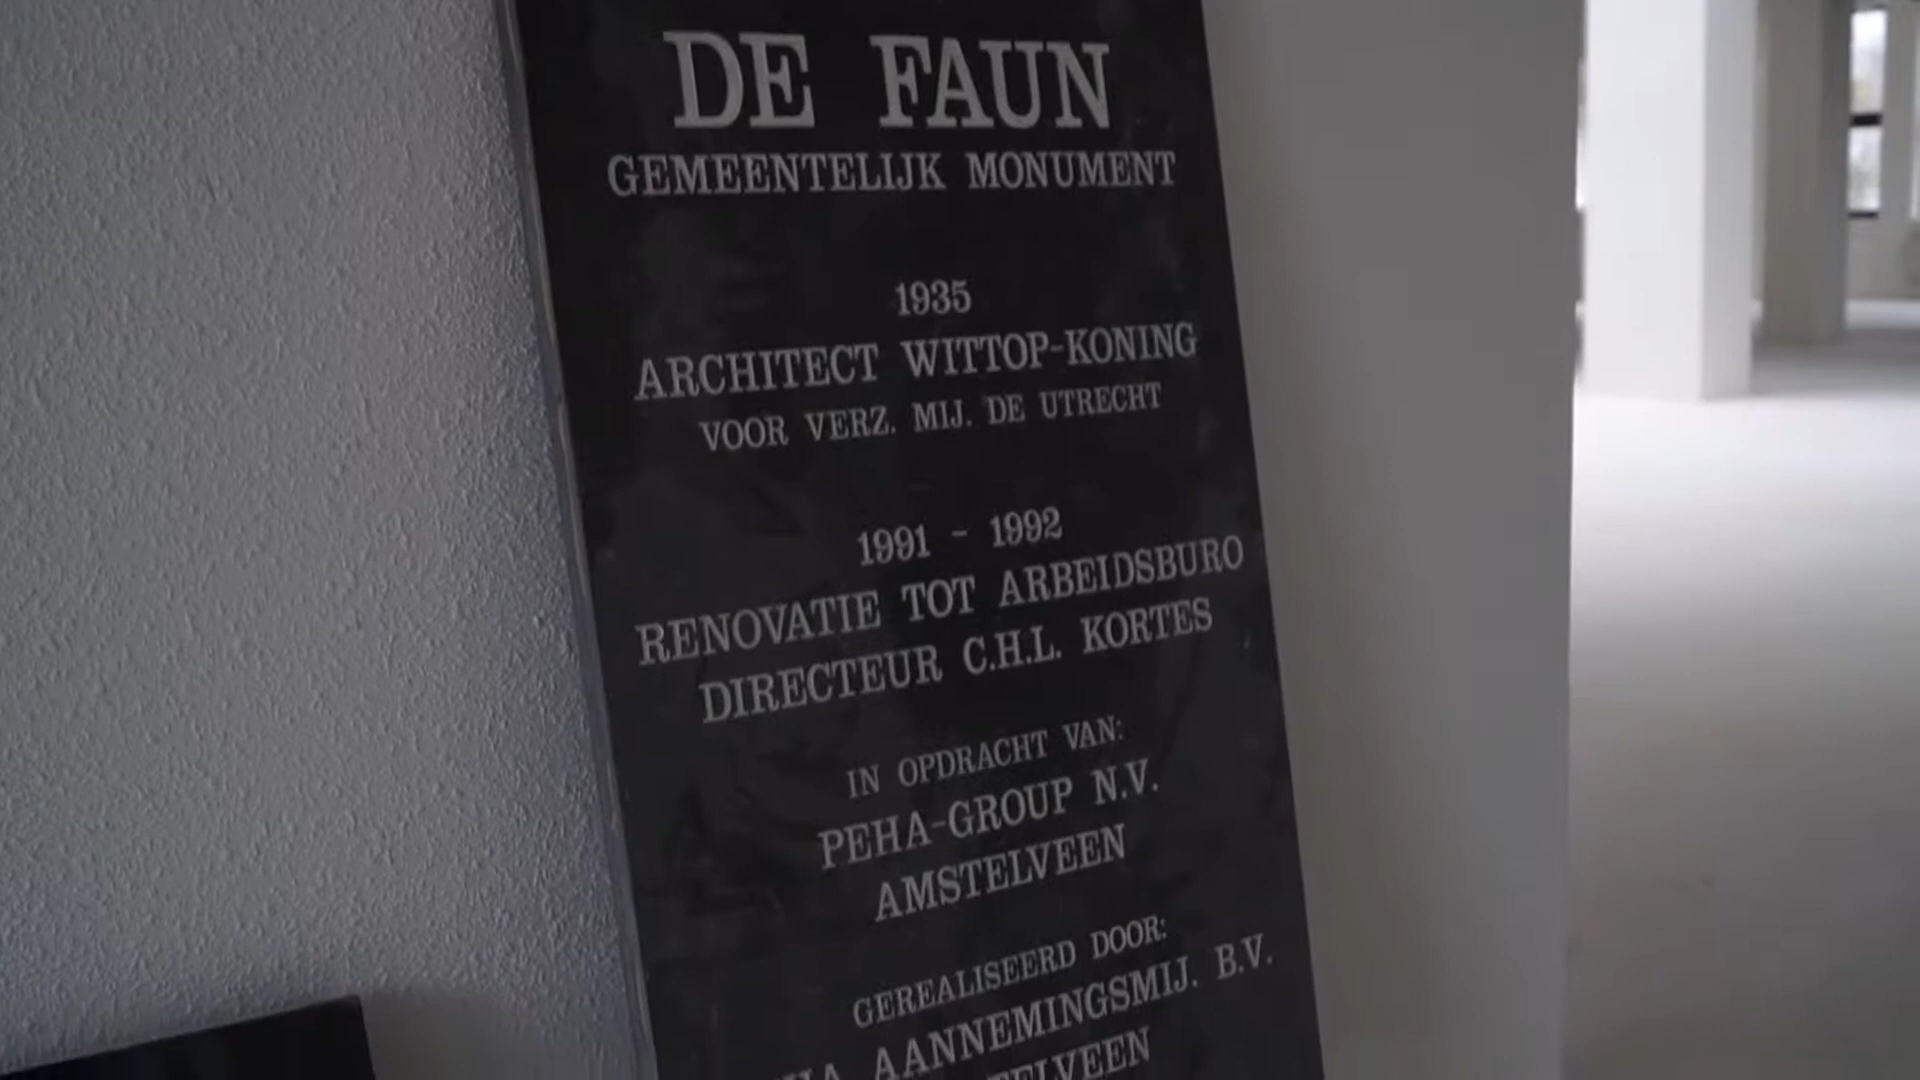 DE FAUN
GEMEENTELIJK MONUMENT
1935
ARCHITECT WITTOP-KONING
VOOR VERZ. MIJ. DE UTRECHT
1991 - 1992
RENOVATIE TOT ARBEIDSBURO
DIRECTEUR C.H.L. KORTES
IN OPDRACHT VAN:
PEHA-GROUP N.V.
AMSTELVEEN
GEREALISEERD DOOR:
AANNEMINGSMIJ. B.V.